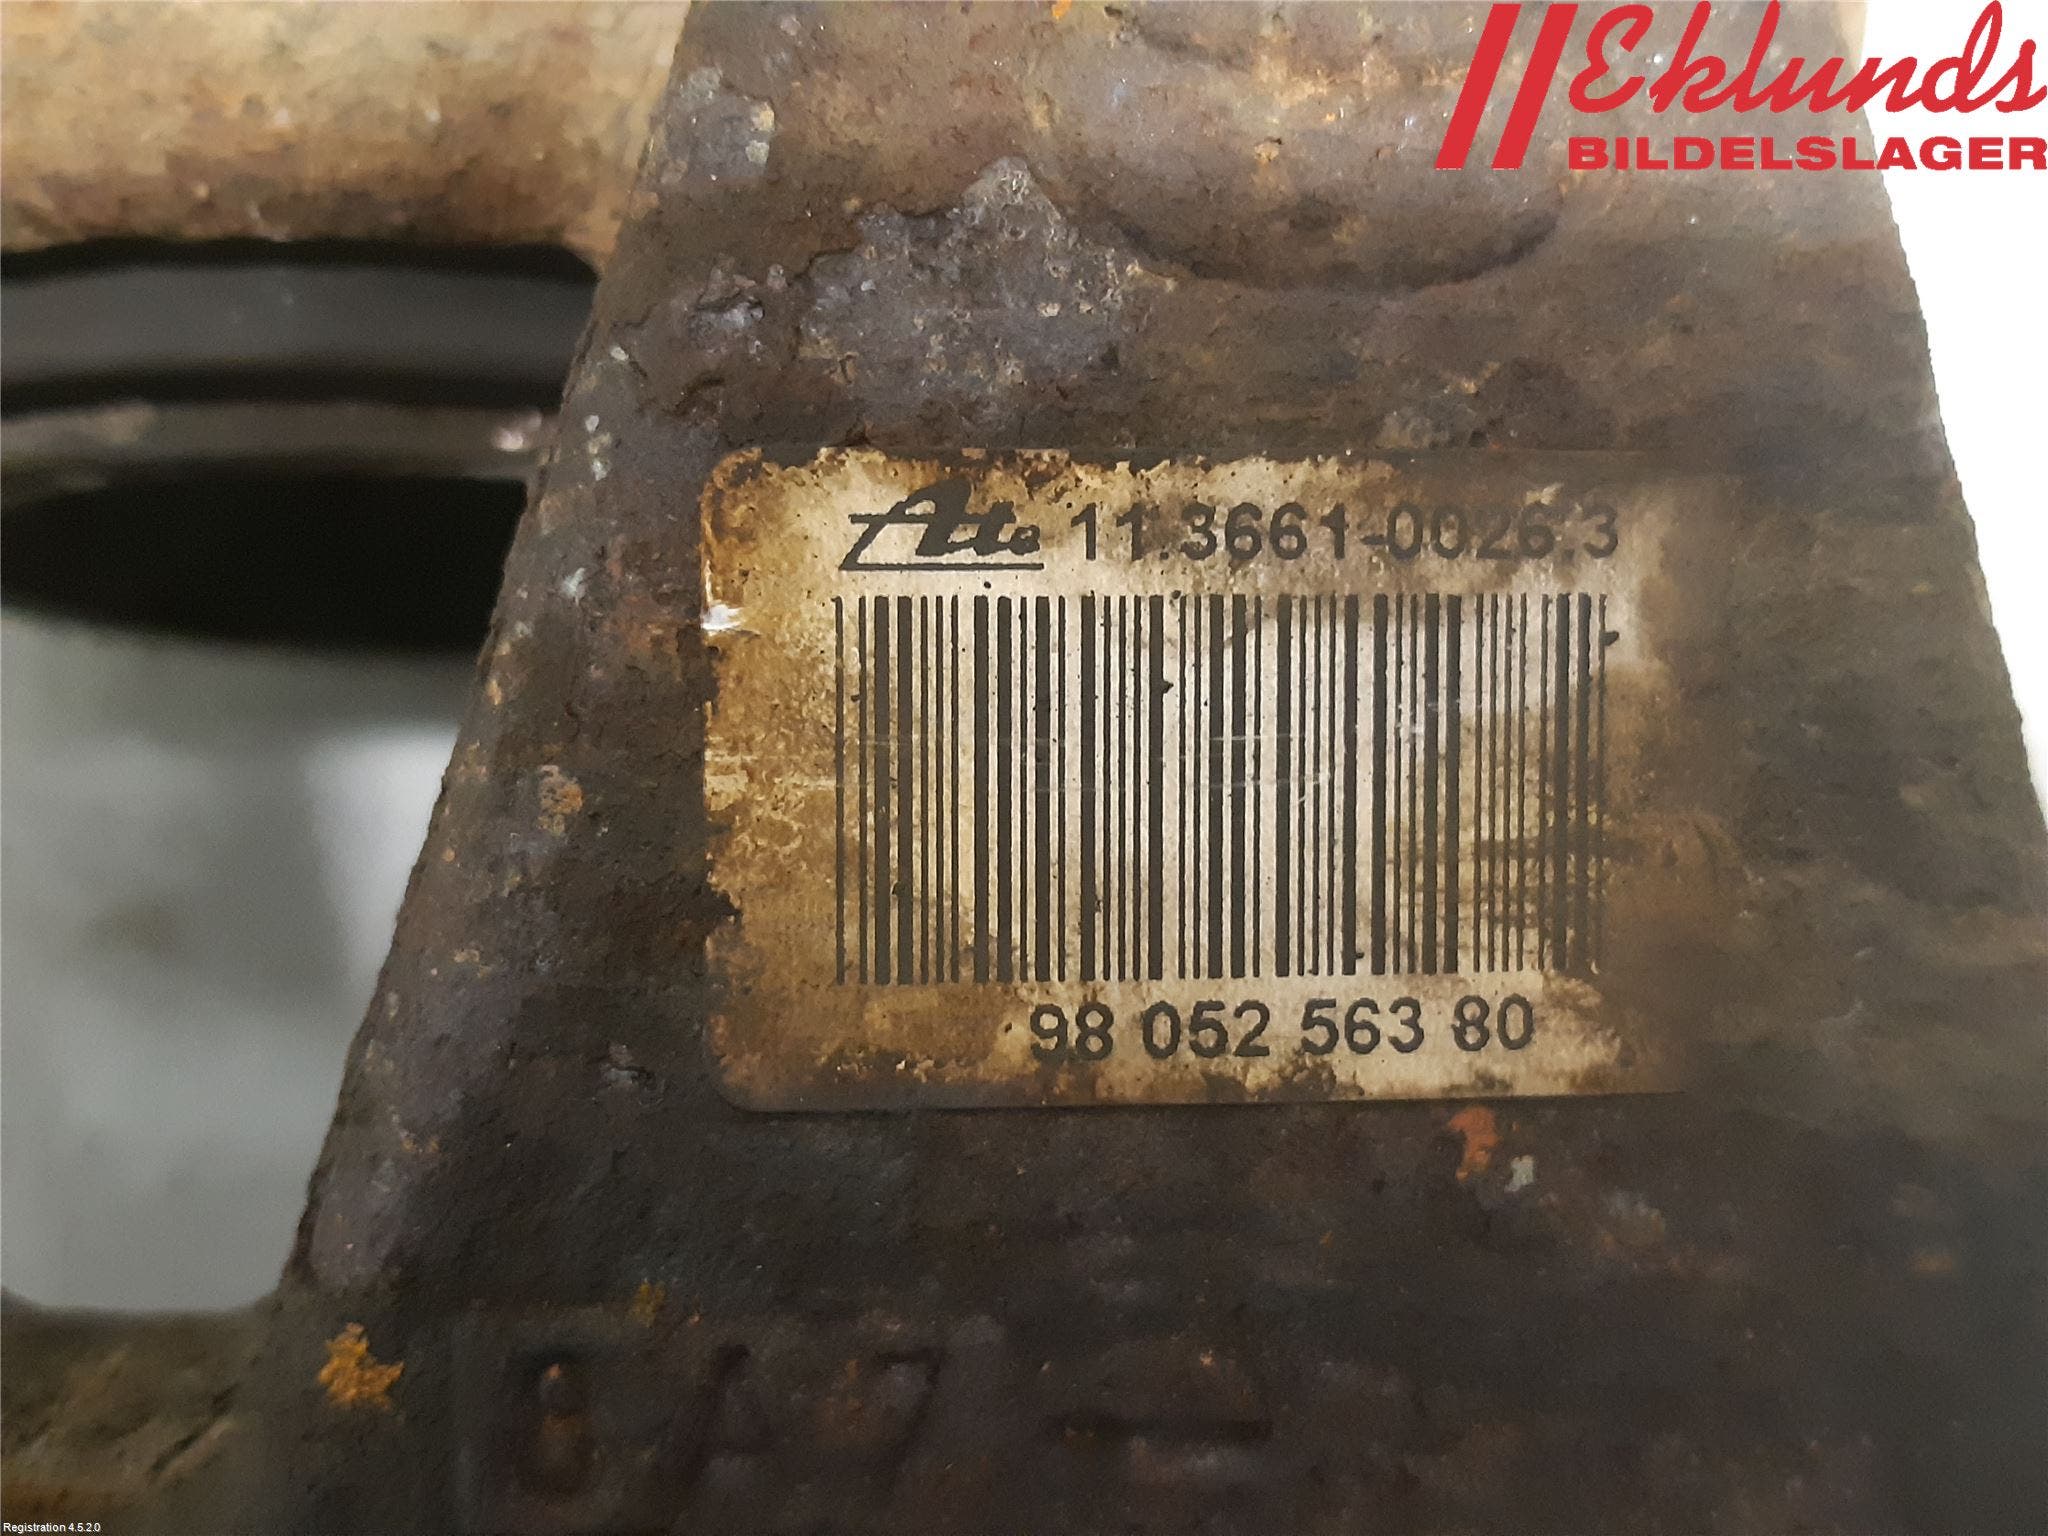 Eklunds
BILDELSLAGER
Ate 11.3661-0026.3
98 052 563 80
Registration 4.5.2.0